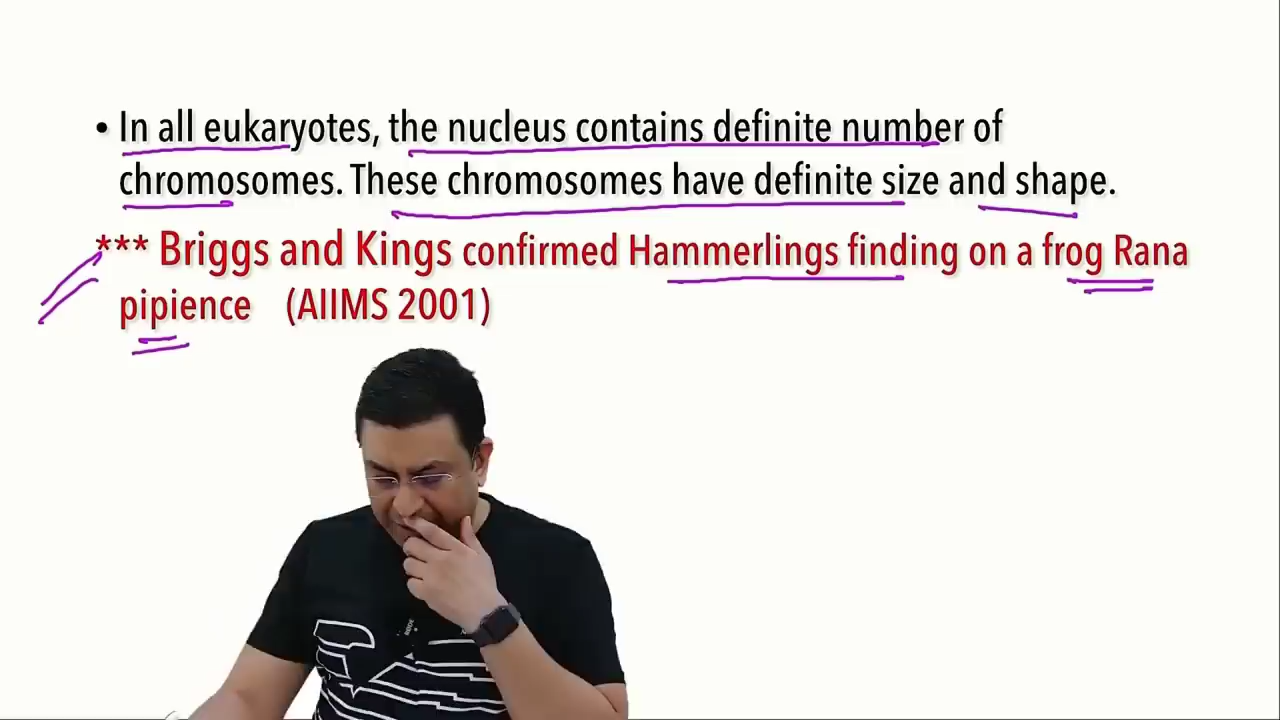 • In all eukaryotes, the nucleus contains definite number of
chromosomes. These chromosomes have definite size and shape.
*** Briggs and Kings confirmed Hammerlings finding on a frog Rana
pipience (AIIMS 2001)